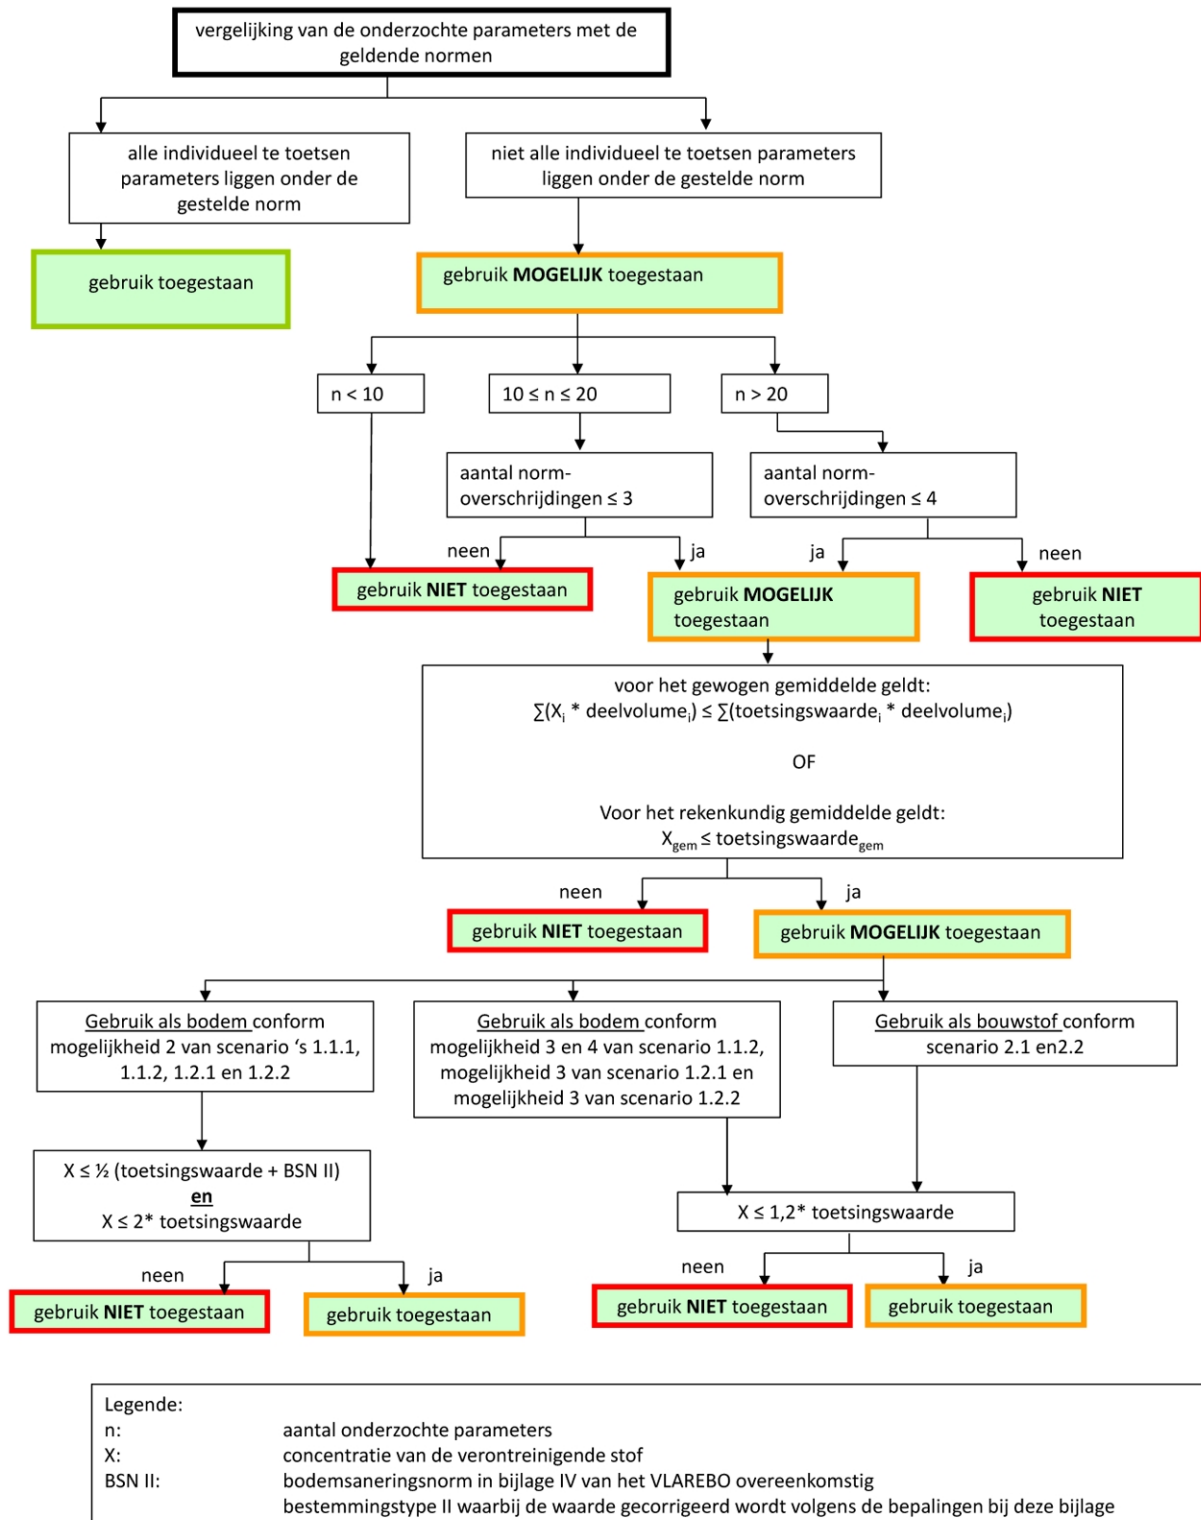 vergelijking van de onderzochte parameters met de
geldende normen
alle individueel te toetsen
parameters liggen onder de
gestelde norm
niet alle individueel te toetsen parameters
liggen onder de gestelde norm
gebruik toegestaan
gebruik MOGELIJK toegestaan
n < 10
10 ≤ n ≤ 20
n > 20
aantal norm-
overschrijdingen ≤ 3
aantal norm-
overschrijdingen ≤ 4
neen
ja
ja
neen
gebruik NIET toegestaan
gebruik MOGELIJK
toegestaan
gebruik NIET
toegestaan
voor het gewogen gemiddelde geldt:
∑(Xi * deelvolumei) ≤ ∑(toetsingswaardei * deelvolumei)
OF
Voor het rekenkundig gemiddelde geldt:
Xgem ≤ toetsingswaardegem
neen
ja
gebruik NIET toegestaan
gebruik MOGELIJK toegestaan
Gebruik als bodem conform
mogelijkheid 2 van scenario ‘s 1.1.1,
1.1.2, 1.2.1 en 1.2.2
Gebruik als bodem conform
mogelijkheid 3 en 4 van scenario 1.1.2,
mogelijkheid 3 van scenario 1.2.1 en
mogelijkheid 3 van scenario 1.2.2
Gebruik als bouwstof conform
scenario 2.1 en2.2
X ≤ ½ (toetsingswaarde + BSN II)
en
X ≤ 2* toetsingswaarde
X ≤ 1,2* toetsingswaarde
neen
ja
neen
ja
gebruik NIET toegestaan
gebruik toegestaan
gebruik NIET toegestaan
gebruik toegestaan
Legende:
n: aantal onderzochte parameters
X: concentratie van de verontreinigende stof
BSN II: bodemsaneringsnorm in bijlage IV van het VLAREBO overeenkomstig
bestemmingstype II waarbij de waarde gecorrigeerd wordt volgens de bepalingen bij deze bijlage